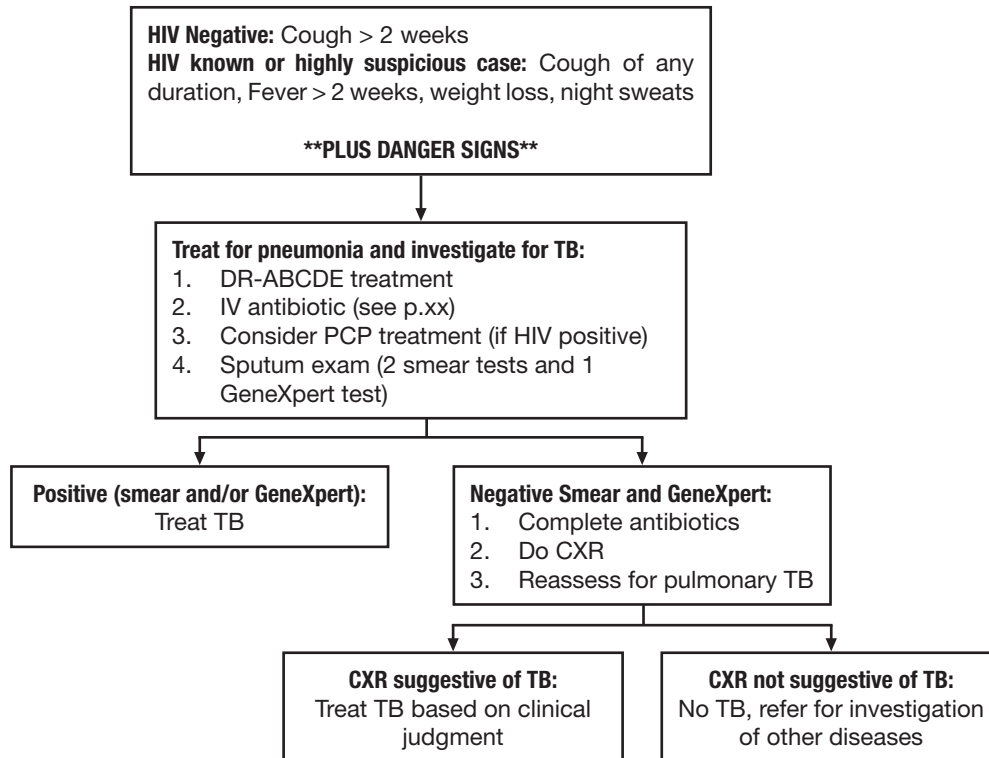 HIV Negative: Cough > 2 weeks
HIV known or highly suspicious case: Cough of any
duration, Fever > 2 weeks, weight loss, night sweats
**PLUS DANGER SIGNS**
Treat for pneumonia and investigate for TB:
1. DR-ABCDE treatment
2. IV antibiotic (see p.xx)
3. Consider PCP treatment (if HIV positive)
4. Sputum exam (2 smear tests and 1
GeneXpert test)
Positive (smear and/or GeneXpert):
Treat TB
Negative Smear and GeneXpert:
1. Complete antibiotics
2. Do CXR
3. Reassess for pulmonary TB
CXR suggestive of TB:
Treat TB based on clinical
judgment
CXR not suggestive of TB:
No TB, refer for investigation
of other diseases